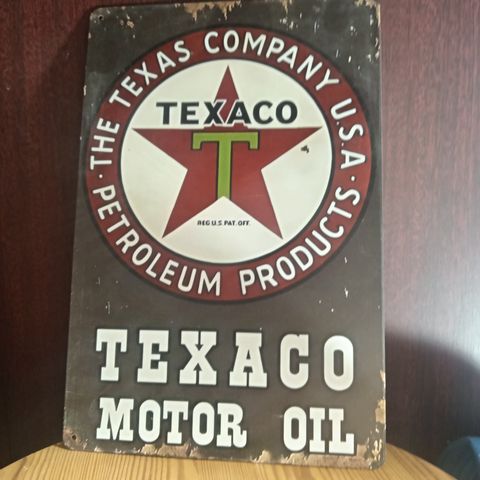 · THE TEXAS COMPANY U.S.A ·
TEXACO
T
REG U.S. PAT. OFF.
PETROLEUM PRODUCTS
TEXACO
MOTOR OIL